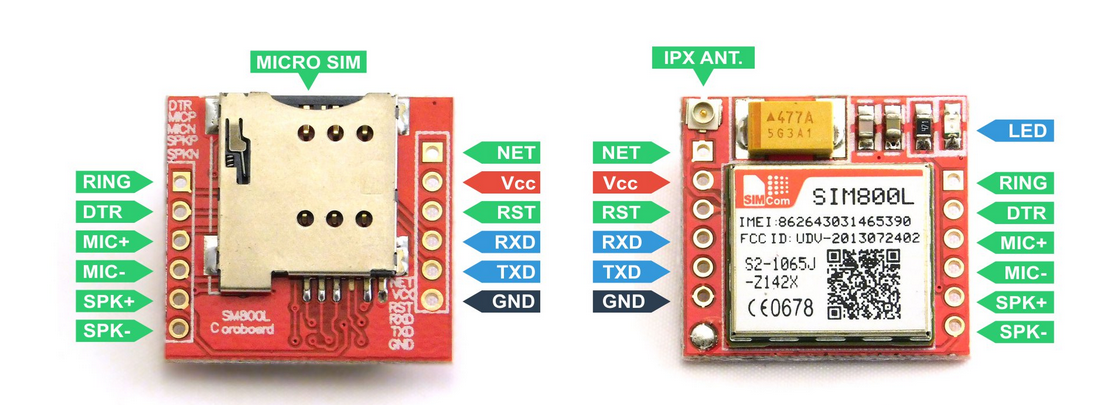 MICRO SIM
DTR
MICP
MICN
SPKP
SPKN
RING
DTR
MIC+
MIC-
SPK+
SPK-
NET
Vcc
RST
RXD
TXD
GND
NET
VCC
RST
RXD
TXD
GND
SM800L
Coroboard
IPX ANT.
477A
5G3A1
LED
NET
Vcc
RST
RXD
TXD
GND
RING
DTR
MIC+
MIC-
SPK+
SPK-
SIMCom
SIM800L
IMEI:862643031465390
FCC ID: UDV-2013072402
S2-1065J
-Z142X
CE0678